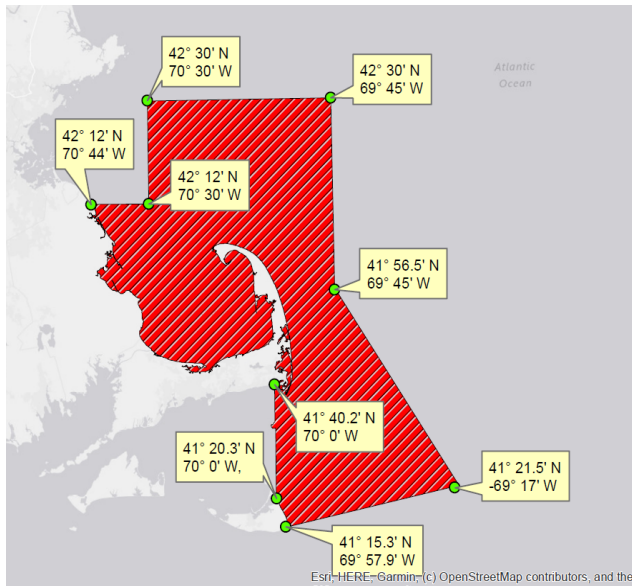 42° 30' N
70° 30' W
42° 30' N
69° 45' W
Atlantic
Ocean
42° 12' N
70° 44' W
42° 12' N
70° 30' W
41° 56.5' N
69° 45' W
41° 40.2' N
70° 0' W
41° 20.3' N
70° 0' W,
41° 21.5' N
-69° 17' W
41° 15.3' N
69° 57.9' W
Esri, HERE, Garmin, (c) OpenStreetMap contributors, and the